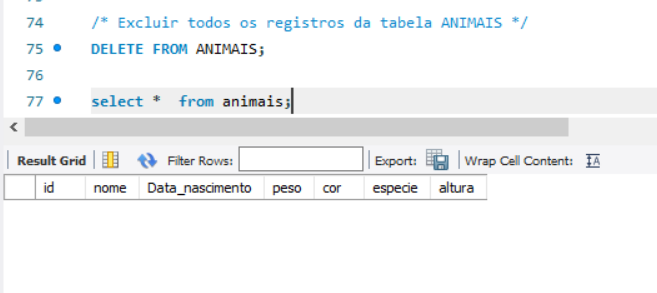 74 /* Excluir todos os registros da tabela ANIMAIS */
75 DELETE FROM ANIMAIS;
76
77 select * from animais;
Result Grid Filter Rows: Export: Wrap Cell Content: IA
id nome Data_nascimento peso cor especie altura